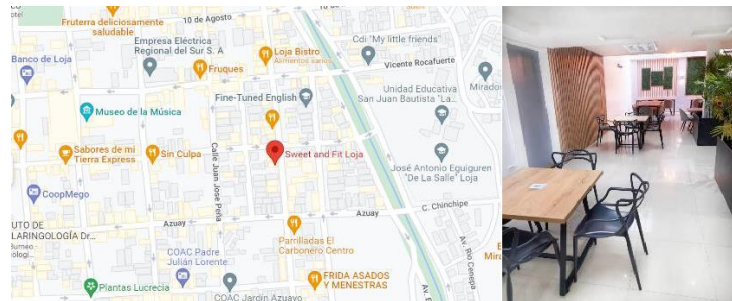 10 de Agosto
Fruterra deliciosamente
saludable
Empresa Eléctrica
Regional del Sur S. A
Loja Bistro
Alimentos sanos
Cdi "My little friends"
Banco de Loja
Fruques
Vicente Rocafuerte
Fine-Tuned English
Unidad Educativa
San Juan Bautista "La...
Mirador
Museo de la Música
Sabores de mi
Tierra Express
Sin Culpa
Sweet and Fit Loja
Calle Juan Jose Peña
José Antonio Eguiguren
"De La Salle" Loja
CoopMego
Azuay
Azuay
C. Chinchipe
UTO DE
LARINGOLOGÍA Dr...
Parrilladas El
Carbonero Centro
Av. Rio Cenepa
COAC Padre
Julián Lorente
Plantas Lucrecia
FRIDA ASADOS
Y MENESTRAS
COAC Jardín Azuayo
Av. E